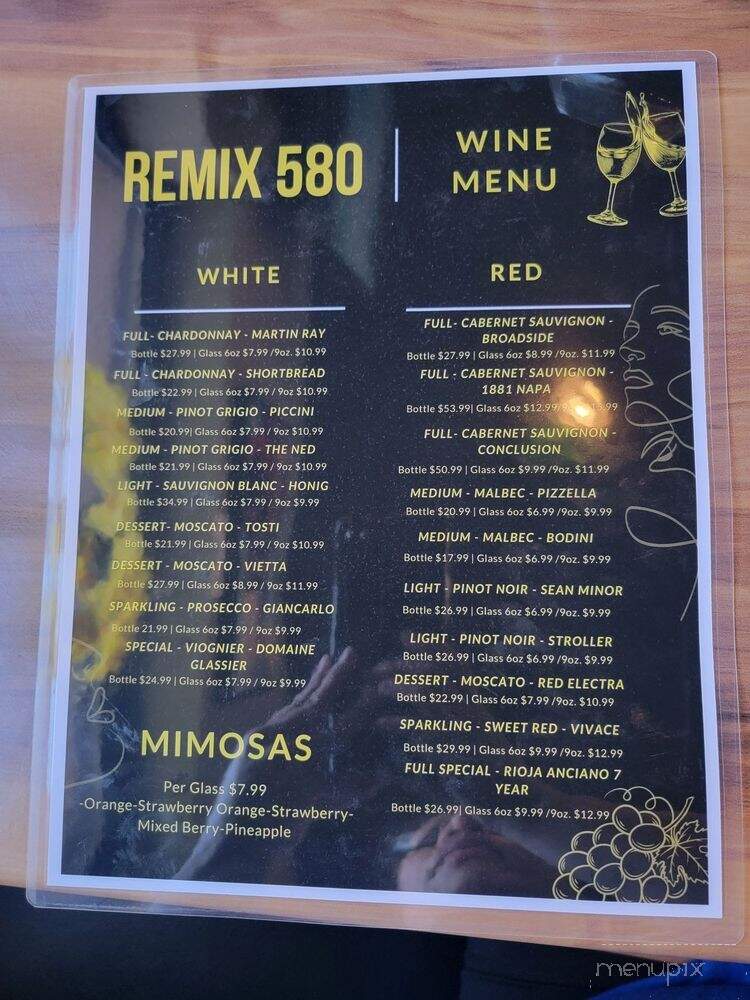 REMIX 580
WINE
MENU
WHITE
FULL- CHARDONNAY - MARTIN RAY
Bottle $27.99 | Glass 6oz $7.99 /9oz. $10.99
FULL - CHARDONNAY - SHORTBREAD
Bottle $22.99 | Glass 6oz $7.99 / 9oz $10.99
MEDIUM - PINOT GRIGIO - PICCINI
Bottle $20.99| Glass 6oz $7.99 / 9oz $10.99
MEDIUM - PINOT GRIGIO - THE NED
Bottle $21.99 | Glass 6oz $7.99 / 9oz $10.99
LIGHT - SAUVIGNON BLANC - HONIG
Bottle $34.99 | Glass 6oz $7.99 / 9oz $9.99
DESSERT- MOSCATO - TOSTI
Bottle $21.99 | Glass 6oz $7.99 / 9oz $10.99
DESSERT - MOSCATO - VIETTA
Bottle $27.99 | Glass 6oz $8.99 / 9oz $11.99
SPARKLING - PROSECCO - GIANCARLO
Bottle 21.99 | Glass 6oz $7.99 / 9oz $9.99
SPECIAL - VIOGNIER - DOMAINE
GLASSIER
Bottle $24.99 | Glass 6oz $7.99 / 9oz $9.99
MIMOSAS
Per Glass $7.99
-Orange-Strawberry Orange-Strawberry-
Mixed Berry-Pineapple
RED
FULL- CABERNET SAUVIGNON -
BROADSIDE
Bottle $27.99 | Glass 6oz $8.99 /9oz. $11.99
FULL - CABERNET SAUVIGNON -
1881 NAPA
Bottle $53.99| Glass 6oz $12.99/ 15.99
FULL- CABERNET SAUVIGNON -
CONCLUSION
Bottle $50.99 | Glass 6oz $9.99 /9oz. $11.99
MEDIUM - MALBEC - PIZZELLA
Bottle $20.99 | Glass 6oz $6.99 /9oz. $9.99
MEDIUM - MALBEC - BODINI
Bottle $17.99 | Glass 6oz $6.99 /9oz. $9.99
LIGHT - PINOT NOIR - SEAN MINOR
Bottle $26.99 | Glass 6oz $6.99 /9oz. $9.99
LIGHT - PINOT NOIR - STROLLER
Bottle $26.99 | Glass 6oz $6.99 /9oz. $9.99
DESSERT - MOSCATO - RED ELECTRA
Bottle $22.99 | Glass 6oz $7.99 /9oz. $10.99
SPARKLING - SWEET RED - VIVACE
Bottle $29.99 | Glass 6oz $9.99 /9oz. $12.99
FULL SPECIAL - RIOJA ANCIANO 7
YEAR
Bottle $26.99| Glass 6oz $9.99 /9oz. $12.99
menupix